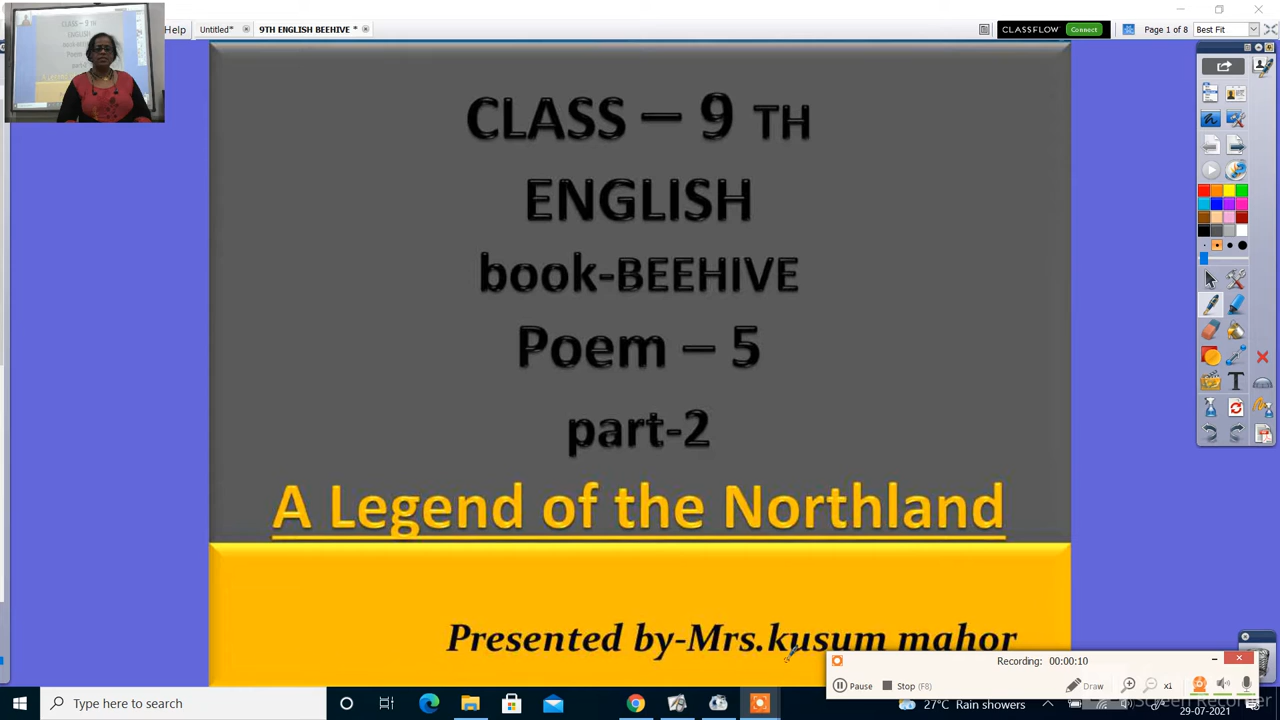 Help
Untitled*
9TH ENGLISH BEEHIVE *
CLASSFLOW
Connect
Page 1 of 8
Best Fit
CLASS – 9 TH
ENGLISH
book-BEEHIVE
Poem – 5
part-2
A Legend of the Northland
Presented by-Mrs.kusum mahor
Recording: 00:00:10
Pause
Stop (F8)
x1
Draw
Type here to search
27°C Rain showers
29-07-2021